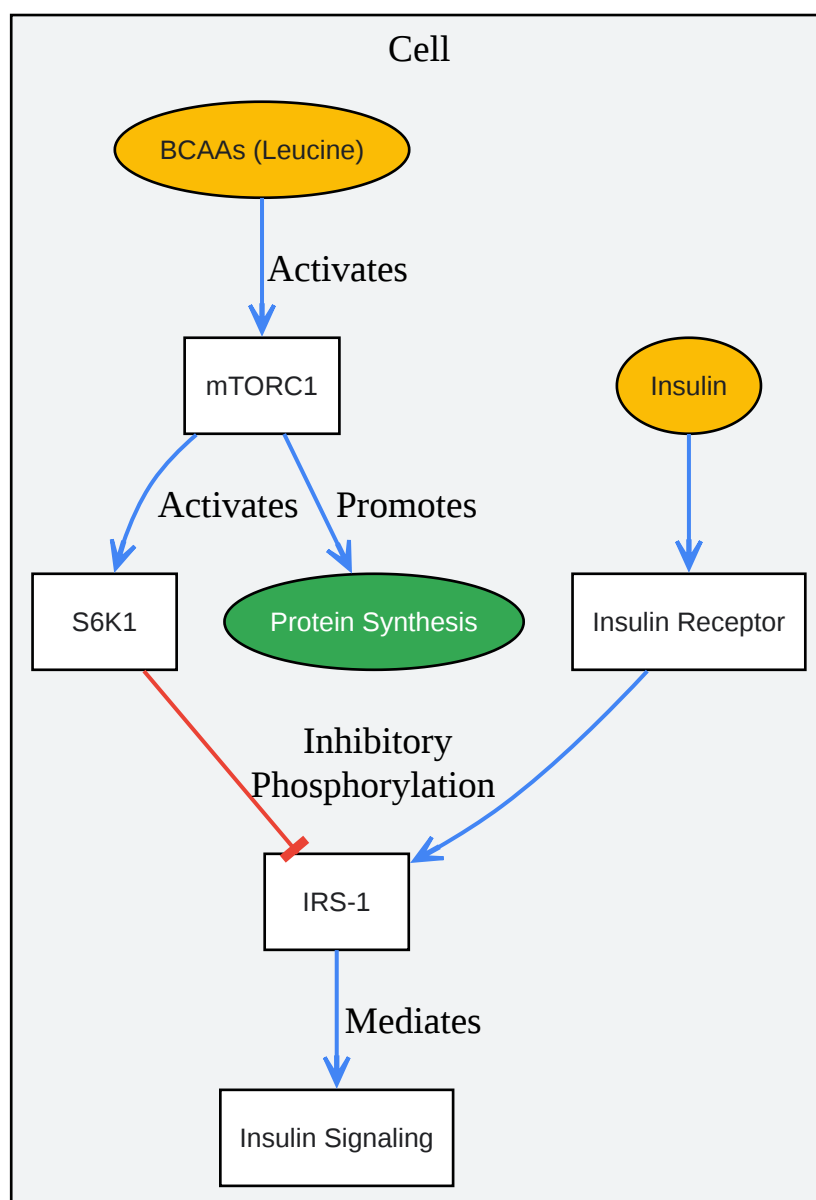 Cell
BCAAs (Leucine)
Activates
mTORC1
Insulin
Activates
Promotes
S6K1
Protein Synthesis
Insulin Receptor
Inhibitory
Phosphorylation
IRS-1
Mediates
Insulin Signaling